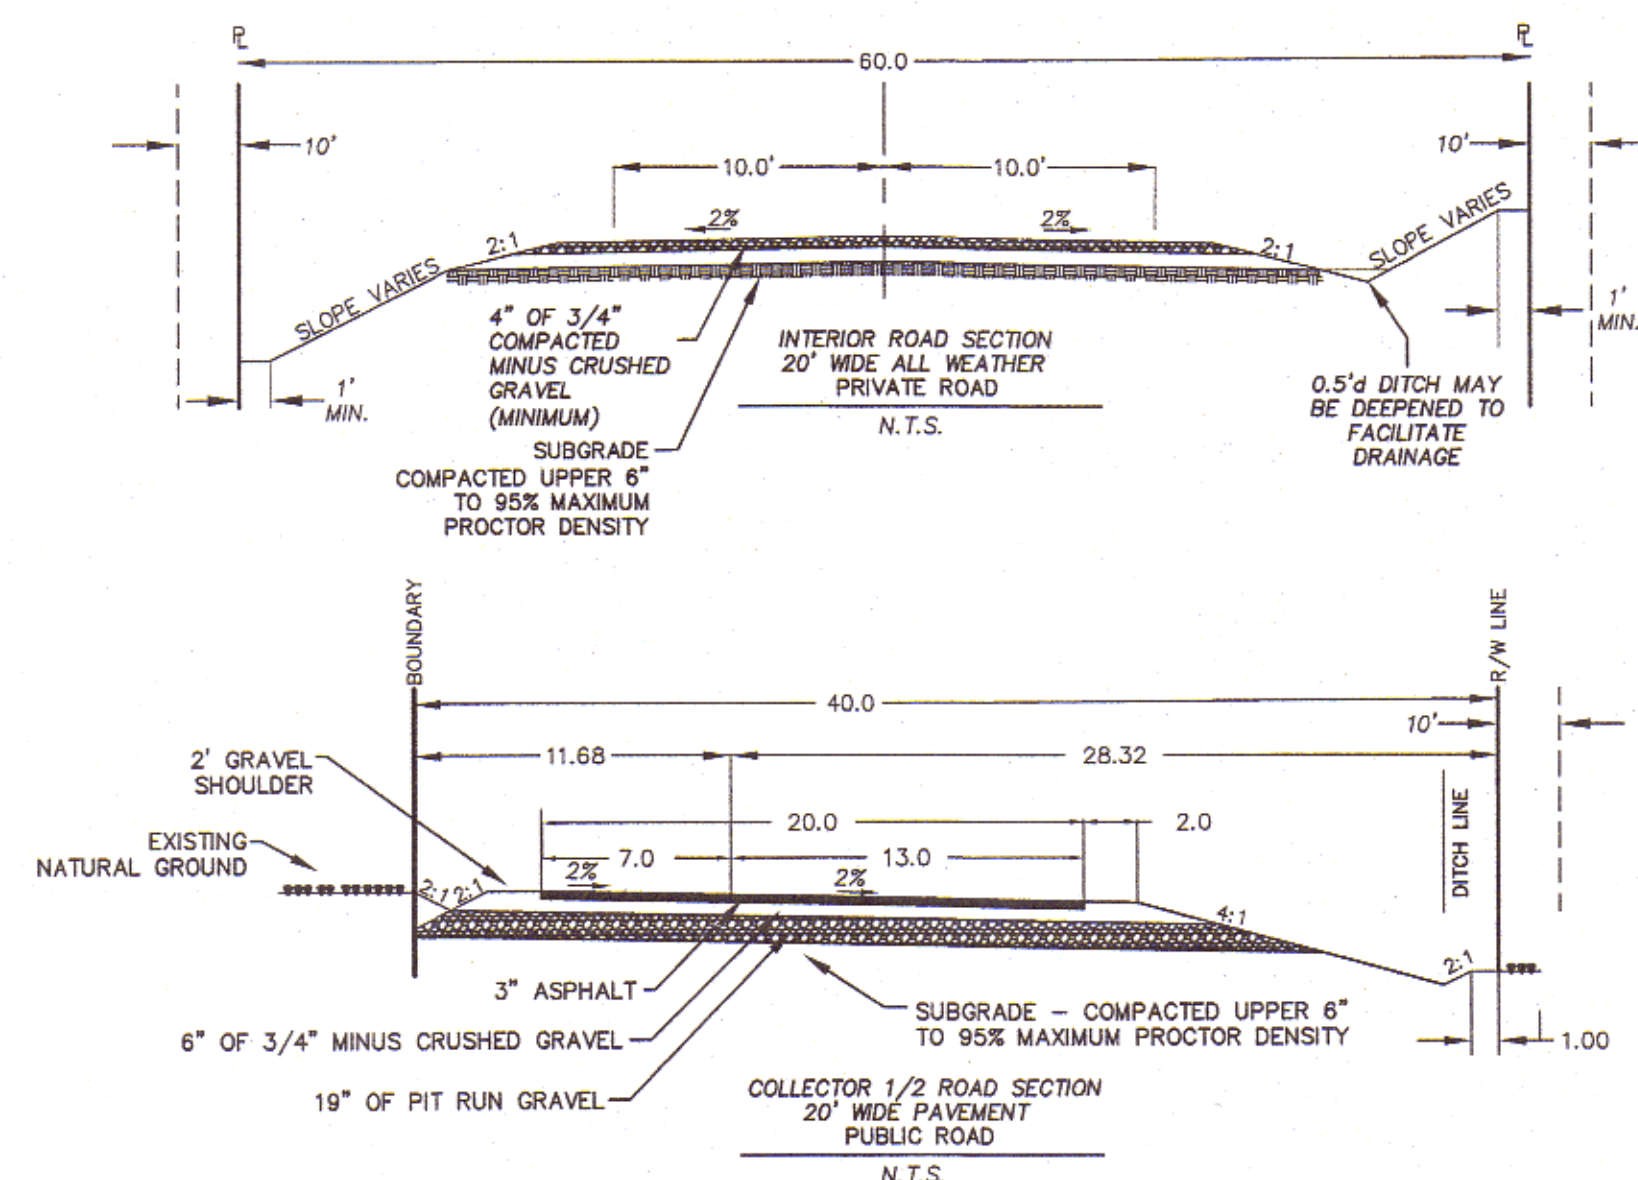 PL
PL
60.0
10'
10'
10.0'
10.0'
2%
2%
2:1
2:1
SLOPE VARIES
SLOPE VARIES
1'
MIN.
1'
MIN.
4" OF 3/4"
COMPACTED
MINUS CRUSHED
GRAVEL
(MINIMUM)
SUBGRADE
COMPACTED UPPER 6"
TO 95% MAXIMUM
PROCTOR DENSITY
INTERIOR ROAD SECTION
20' WIDE ALL WEATHER
PRIVATE ROAD
N.T.S.
0.5'd DITCH MAY
BE DEEPENED TO
FACILITATE
DRAINAGE
BOUNDARY
R/W LINE
40.0
10'
11.68
28.32
2' GRAVEL
SHOULDER
DITCH LINE
20.0
2.0
EXISTING
NATURAL GROUND
7.0
13.0
2%
2%
2:1
2:1
4:1
2:1
3" ASPHALT
6" OF 3/4" MINUS CRUSHED GRAVEL
19" OF PIT RUN GRAVEL
SUBGRADE - COMPACTED UPPER 6"
TO 95% MAXIMUM PROCTOR DENSITY
1.00
COLLECTOR 1/2 ROAD SECTION
20' WIDE PAVEMENT
PUBLIC ROAD
N.T.S.